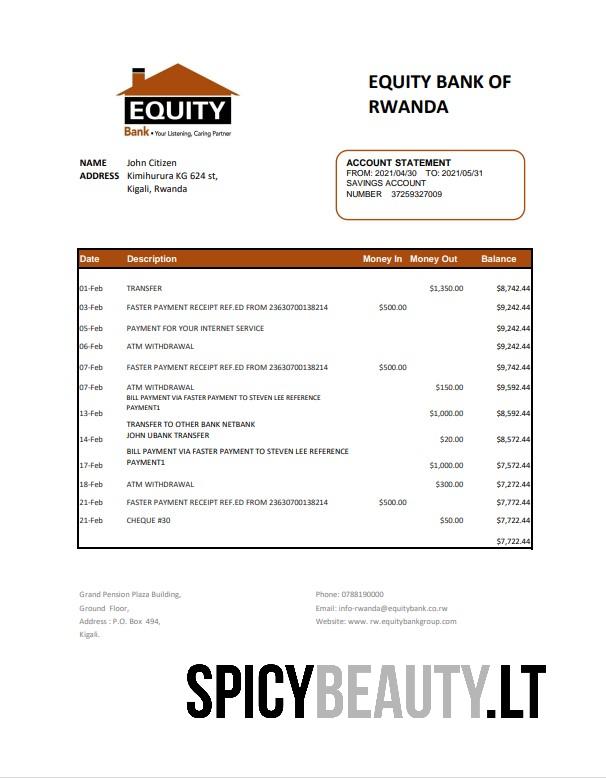 EQUITY
Bank • Your Listening, Caring Partner
EQUITY BANK OF
RWANDA
NAME John Citizen
ADDRESS Kimihurura KG 624 st,
Kigali, Rwanda
ACCOUNT STATEMENT
FROM: 2021/04/30 TO: 2021/05/31
SAVINGS ACCOUNT
NUMBER 37259327009
Date Description Money In Money Out Balance
01-Feb TRANSFER $1,350.00 $8,742.44
03-Feb FASTER PAYMENT RECEIPT REF.ED FROM 23630700138214 $500.00 $9,242.44
05-Feb PAYMENT FOR YOUR INTERNET SERVICE $9,242.44
06-Feb ATM WITHDRAWAL $9,242.44
07-Feb FASTER PAYMENT RECEIPT REF.ED FROM 23630700138214 $500.00 $9,742.44
07-Feb ATM WITHDRAWAL $150.00 $9,592.44
BILL PAYMENT VIA FASTER PAYMENT TO STEVEN LEE REFERENCE
PAYMENT1
13-Feb $1,000.00 $8,592.44
TRANSFER TO OTHER BANK NETBANK
JOHN UBANK TRANSFER
14-Feb $20.00 $8,572.44
BILL PAYMENT VIA FASTER PAYMENT TO STEVEN LEE REFERENCE
PAYMENT1
17-Feb $1,000.00 $7,572.44
18-Feb ATM WITHDRAWAL $300.00 $7,272.44
21-Feb FASTER PAYMENT RECEIPT REF.ED FROM 23630700138214 $500.00 $7,772.44
21-Feb CHEQUE #30 $50.00 $7,722.44
$7,722.44
Grand Pension Plaza Building,
Ground Floor,
Address : P.O. Box 494,
Kigali.
Phone: 0788190000
Email: info-rwanda@equitybank.co.rw
Website: www. rw.equitybankgroup.com
SPICYBEAUTY.LT